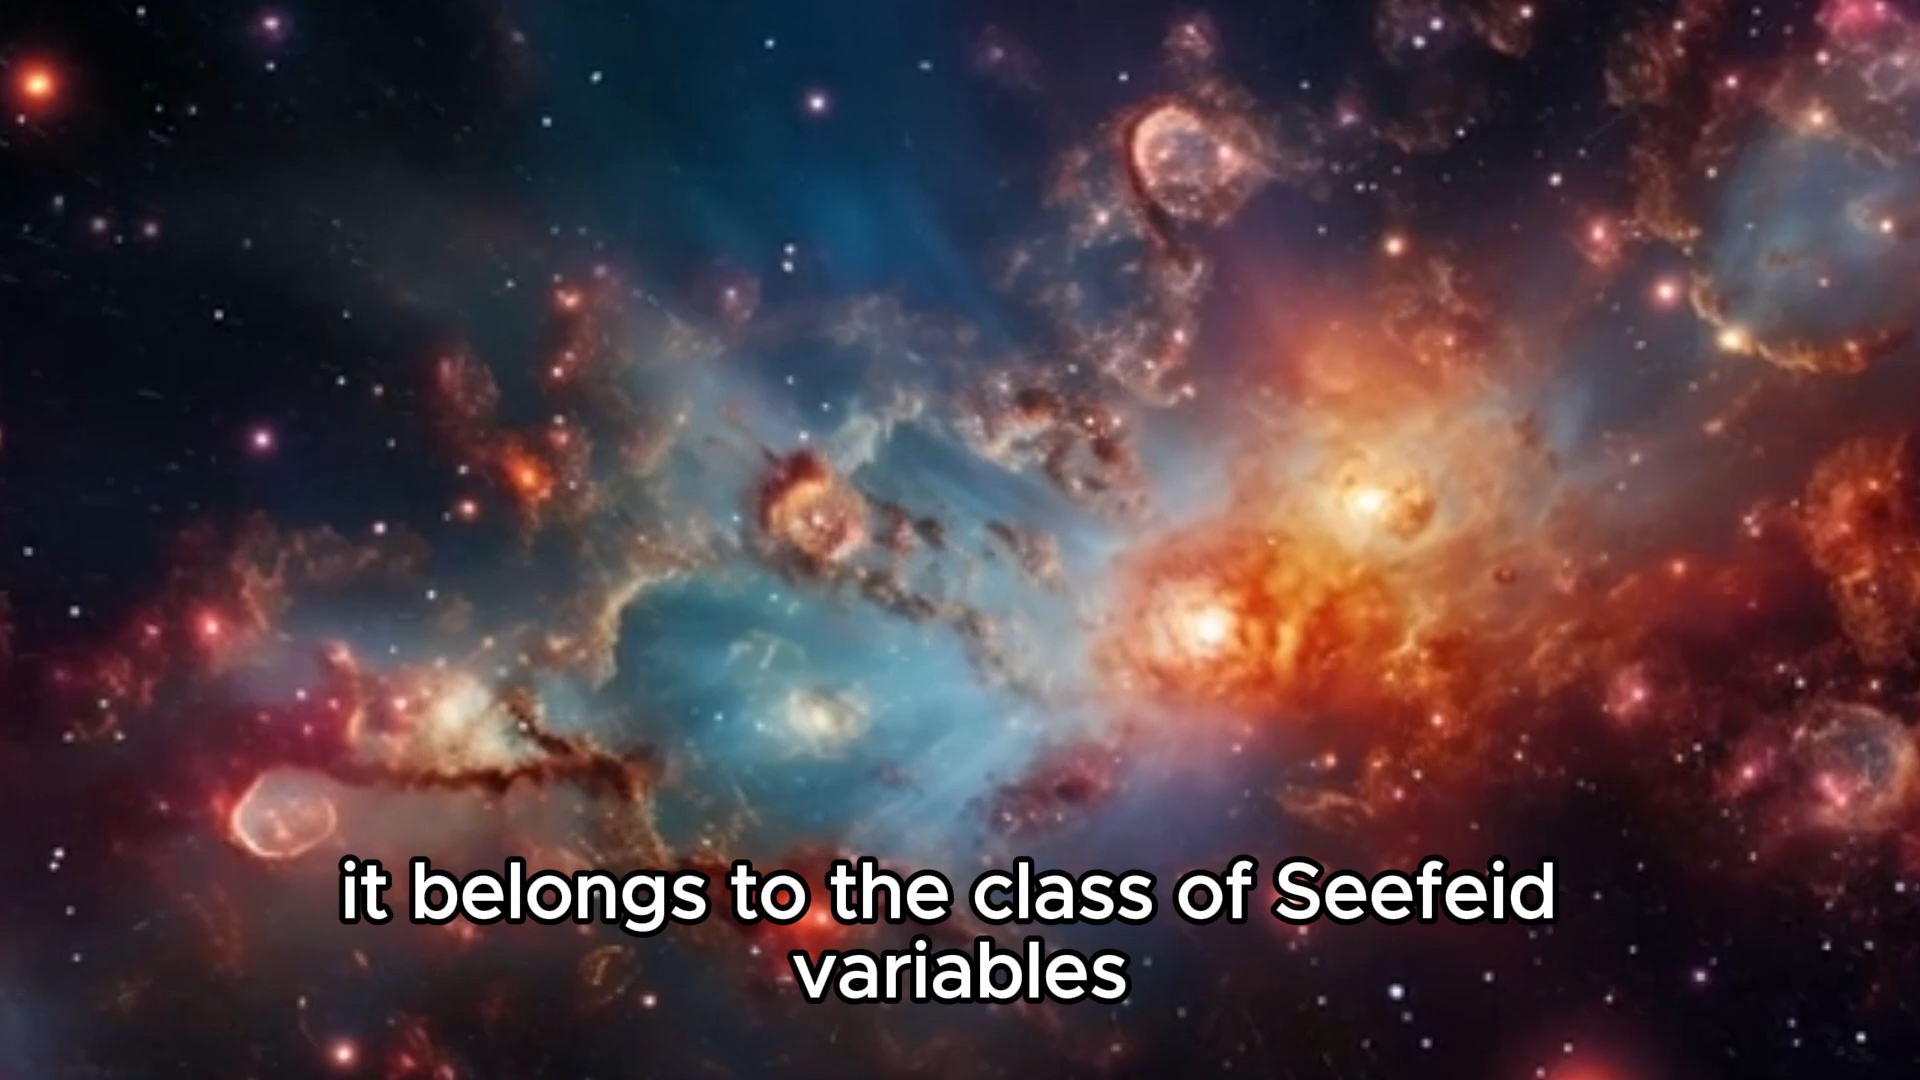 it belongs to the class of Seefeid
variables